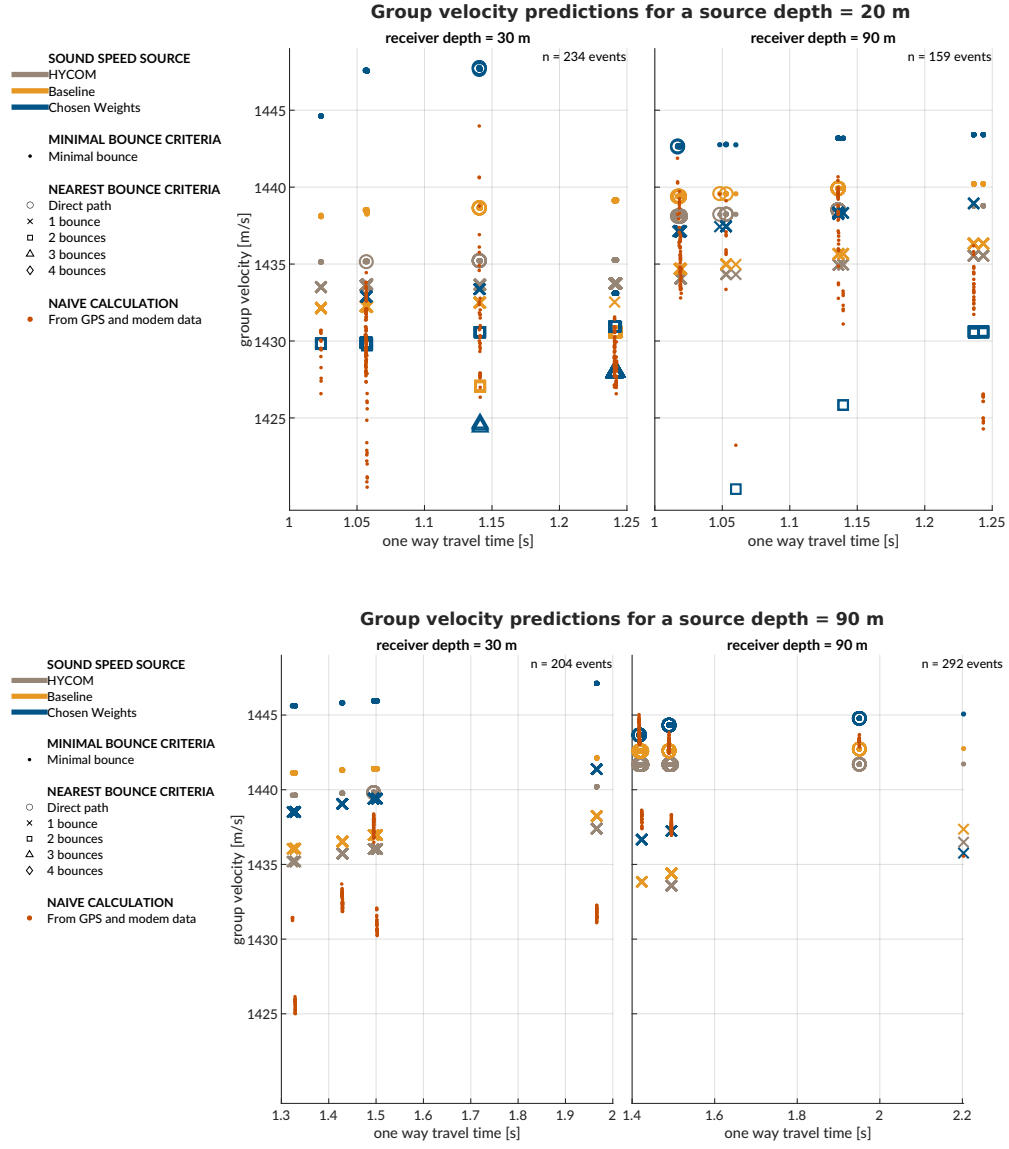 Group velocity predictions for a source depth = 20 m
receiver depth = 30 m
receiver depth = 90 m
n = 234 events
n = 159 events
SOUND SPEED SOURCE
HYCOM
Baseline
Chosen Weights
MINIMAL BOUNCE CRITERIA
Minimal bounce
NEAREST BOUNCE CRITERIA
Direct path
1 bounce
2 bounces
3 bounces
4 bounces
NAIVE CALCULATION
From GPS and modem data
group velocity [m/s]
1445
1440
1435
1430
1425
1 1.05 1.1 1.15 1.2 1.25
1 1.05 1.1 1.15 1.2 1.25
one way travel time [s]
one way travel time [s]
Group velocity predictions for a source depth = 90 m
receiver depth = 30 m
receiver depth = 90 m
n = 204 events
n = 292 events
SOUND SPEED SOURCE
HYCOM
Baseline
Chosen Weights
MINIMAL BOUNCE CRITERIA
Minimal bounce
NEAREST BOUNCE CRITERIA
Direct path
1 bounce
2 bounces
3 bounces
4 bounces
NAIVE CALCULATION
From GPS and modem data
group velocity [m/s]
1445
1440
1435
1430
1425
1.3 1.4 1.5 1.6 1.7 1.8 1.9 2
1.4 1.6 1.8 2 2.2
one way travel time [s]
one way travel time [s]